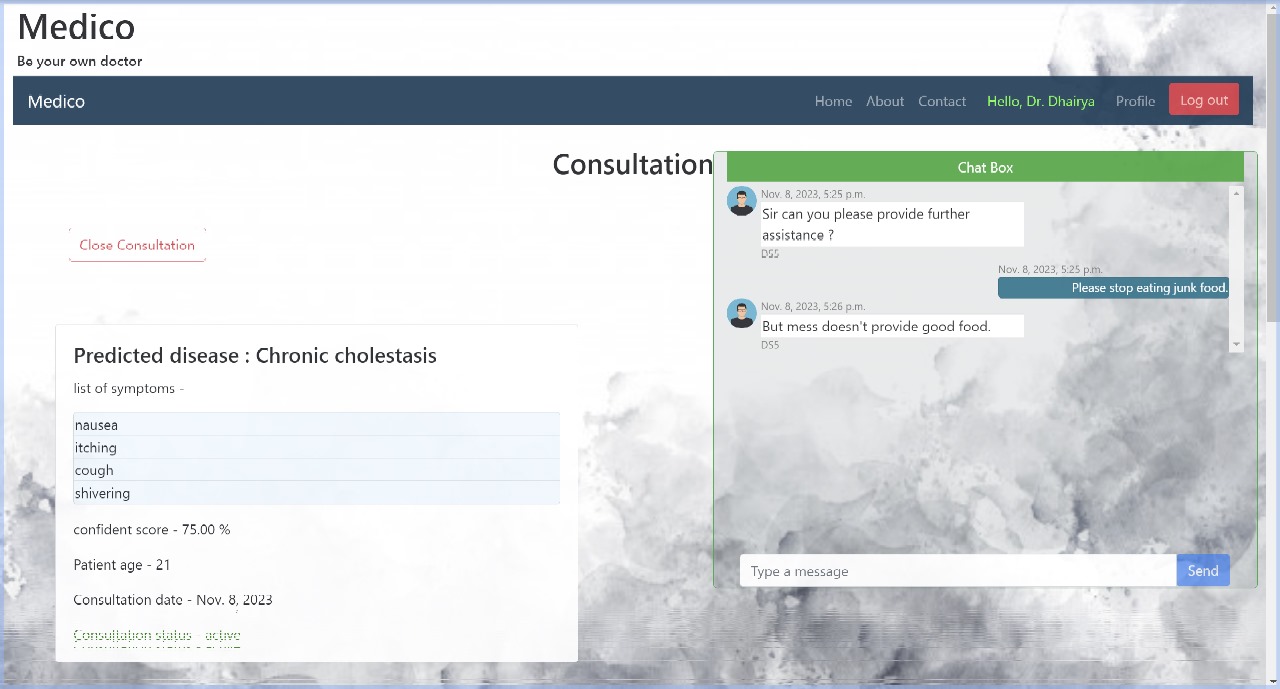 Medico
Be your own doctor
Medico
Home About Contact Hello, Dr. Dhairya Profile Log out
Consultation
Close Consultation
Predicted disease : Chronic cholestasis
list of symptoms -
nausea
itching
cough
shivering
confident score - 75.00 %
Patient age - 21
Consultation date - Nov. 8, 2023
Consultation status - active
Chat Box
Nov. 8, 2023, 5:25 p.m.
Sir can you please provide further
assistance ?
DS5
Nov. 8, 2023, 5:25 p.m.
Please stop eating junk food.
Nov. 8, 2023, 5:26 p.m.
But mess doesn't provide good food.
DS5
Type a message
Send